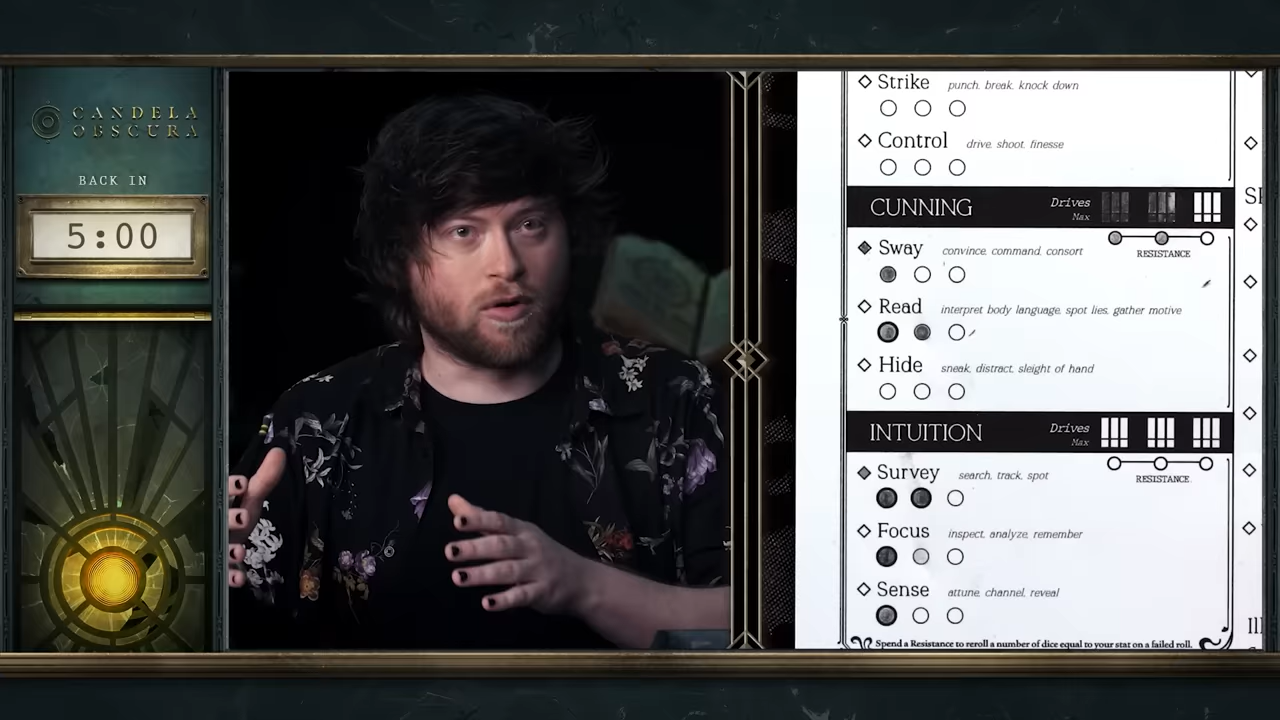 CANDELA
OBSCURA
BACK IN
5:00
Strike punch, break, knock down
Control drive, shoot, finesse
CUNNING Drives
Max
Sway convince, command, consort
RESISTANCE
Read interpret body language, spot lies, gather motive
Hide sneak, distract, sleight of hand
INTUITION Drives
Max
Survey search, track, spot
RESISTANCE
Focus inspect, analyze, remember
Sense attune, channel, reveal
Spend a Resistance to reroll a number of dice equal to your stat on a failed roll.